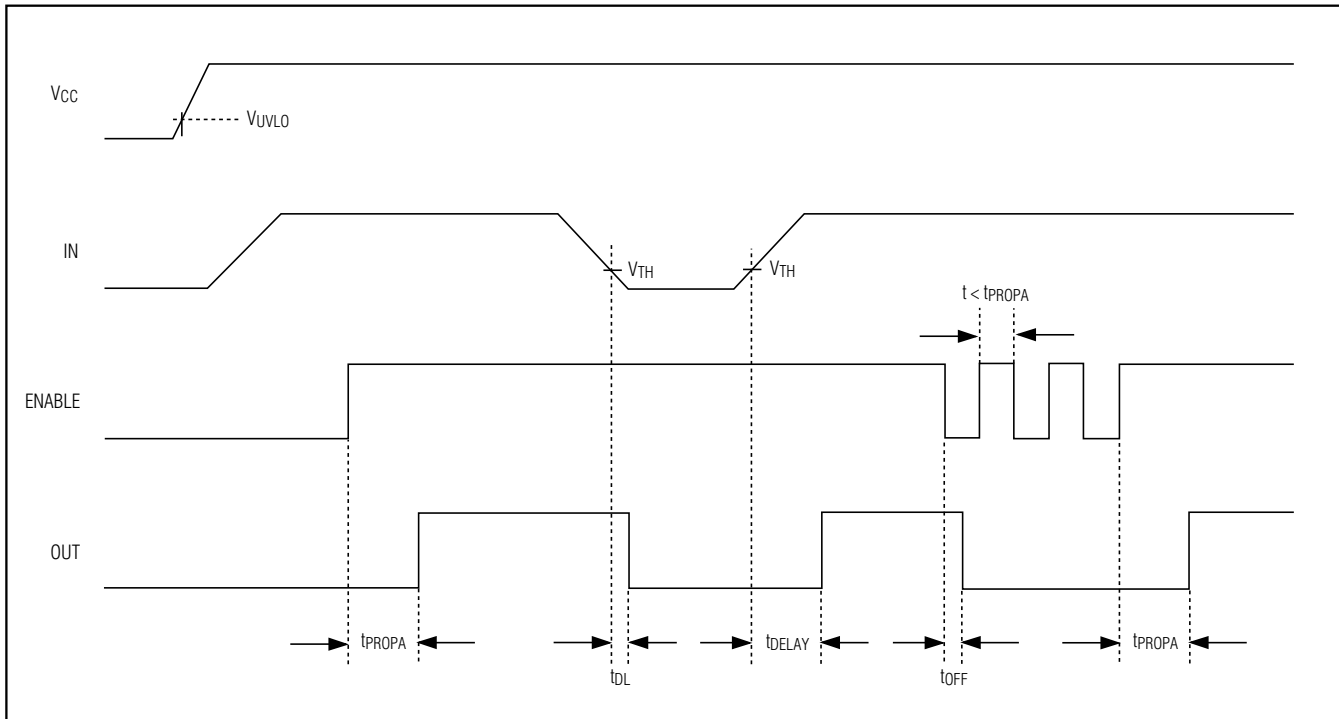 VCC
VUVLO
IN
VTH
VTH
t < tPROPA
ENABLE
OUT
tPROPA
tDL
tDELAY
tOFF
tPROPA